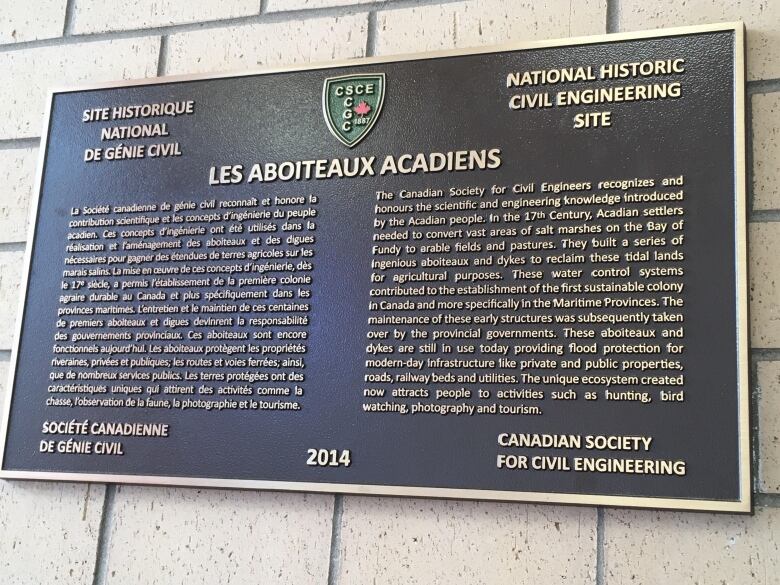 SITE HISTORIQUE
NATIONAL
DE GÉNIE CIVIL
CSCE
SCGC
1887
NATIONAL HISTORIC
CIVIL ENGINEERING
SITE
LES ABOITEAUX ACADIENS
La Société canadienne de génie civil reconnaît et honore la
contribution scientifique et les concepts d'ingénierie du peuple
acadien. Ces concepts d'ingénierie ont été utilisés dans la
réalisation et l'aménagement des aboiteaux et des digues
nécessaires pour gagner des étendues de terres agricoles sur les
marais salins. La mise en œuvre de ces concepts d'ingénierie, dès
le 17e siècle, a permis l'établissement de la première colonie
agraire durable au Canada et plus spécifiquement dans les
provinces maritimes. L'entretien et le maintien de ces centaines
de premiers aboiteaux et digues devinrent la responsabilité
des gouvernements provinciaux. Ces aboiteaux sont encore
fonctionnels aujourd'hui. Les aboiteaux protègent les propriétés
riveraines, privées et publiques; les routes et voies ferrées; ainsi,
que de nombreux services publics. Les terres protégées ont des
caractéristiques uniques qui attirent des activités comme la
chasse, l'observation de la faune, la photographie et le tourisme.
The Canadian Society for Civil Engineers recognizes and
honours the scientific and engineering knowledge introduced
by the Acadian people. In the 17th Century, Acadian settlers
needed to convert vast areas of salt marshes on the Bay of
Fundy to arable fields and pastures. They built a series of
ingenious aboiteaux and dykes to reclaim these tidal lands
for agricultural purposes. These water control systems
contributed to the establishment of the first sustainable colony
in Canada and more specifically in the Maritime Provinces. The
maintenance of these early structures was subsequently taken
over by the provincial governments. These aboiteaux and
dykes are still in use today providing flood protection for
modern-day infrastructure like private and public properties,
roads, railway beds and utilities. The unique ecosystem created
now attracts people to activities such as hunting, bird
watching, photography and tourism.
SOCIÉTÉ CANADIENNE
DE GÉNIE CIVIL
2014
CANADIAN SOCIETY
FOR CIVIL ENGINEERING